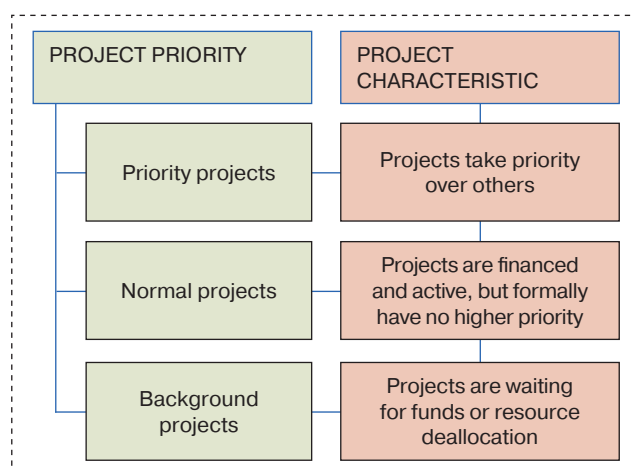 PROJECT PRIORITY
PROJECT
CHARACTERISTIC
Priority projects
Projects take priority
over others
Normal projects
Projects are financed
and active, but formally
have no higher priority
Background
projects
Projects are waiting
for funds or resource
deallocation